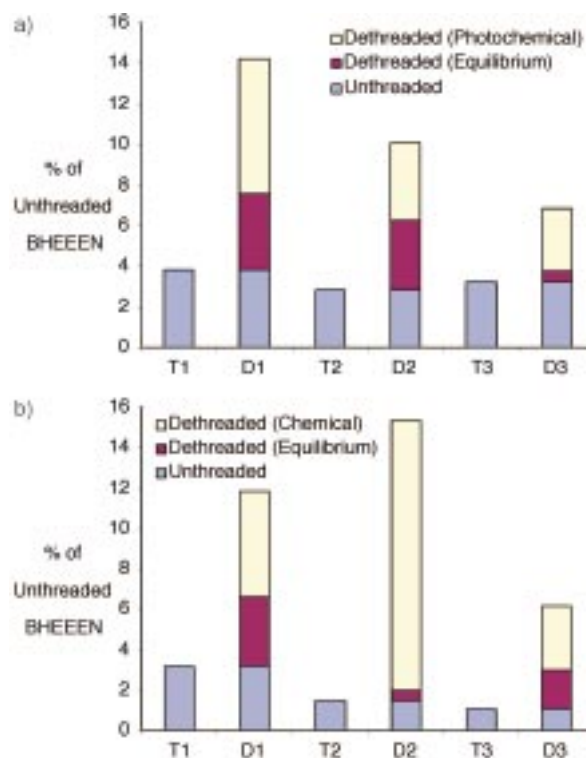 a)
16
14
12
10
8
6
4
2
0
% of
Unthreaded
BHEEEN
Dethreaded (Photochemical)
Dethreaded (Equilibrium)
Unthreaded
T1 D1 T2 D2 T3 D3
b)
16
14
12
10
8
6
4
2
0
% of
Unthreaded
BHEEEN
Dethreaded (Chemical)
Dethreaded (Equilibrium)
Unthreaded
T1 D1 T2 D2 T3 D3